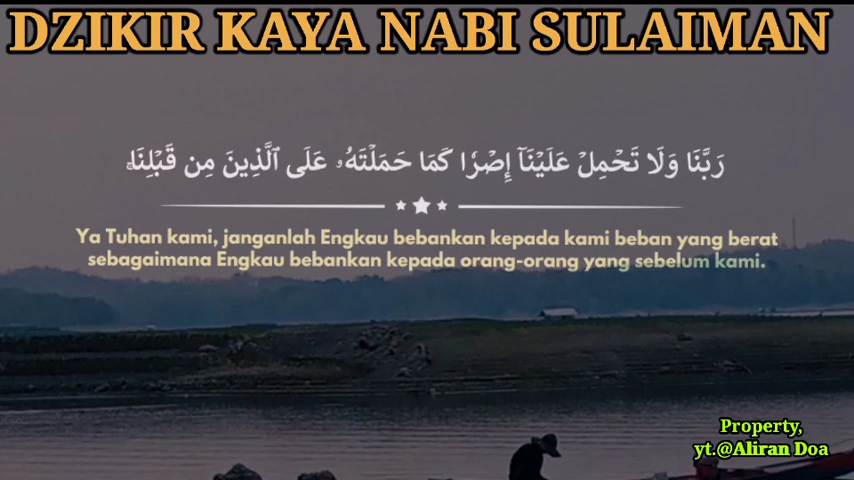 DZIKIR KAYA NABI SULAIMAN
رَبَّنَا وَلَا تَحْمِلْ عَلَيْنَآ إِصْرًا كَمَا حَمَلْتَهُۥ عَلَى ٱلَّذِينَ مِن قَبْلِنَاۚ
Ya Tuhan kami, janganlah Engkau bebankan kepada kami beban yang berat
sebagaimana Engkau bebankan kepada orang-orang yang sebelum kami.
Property,
yt.@Aliran Doa